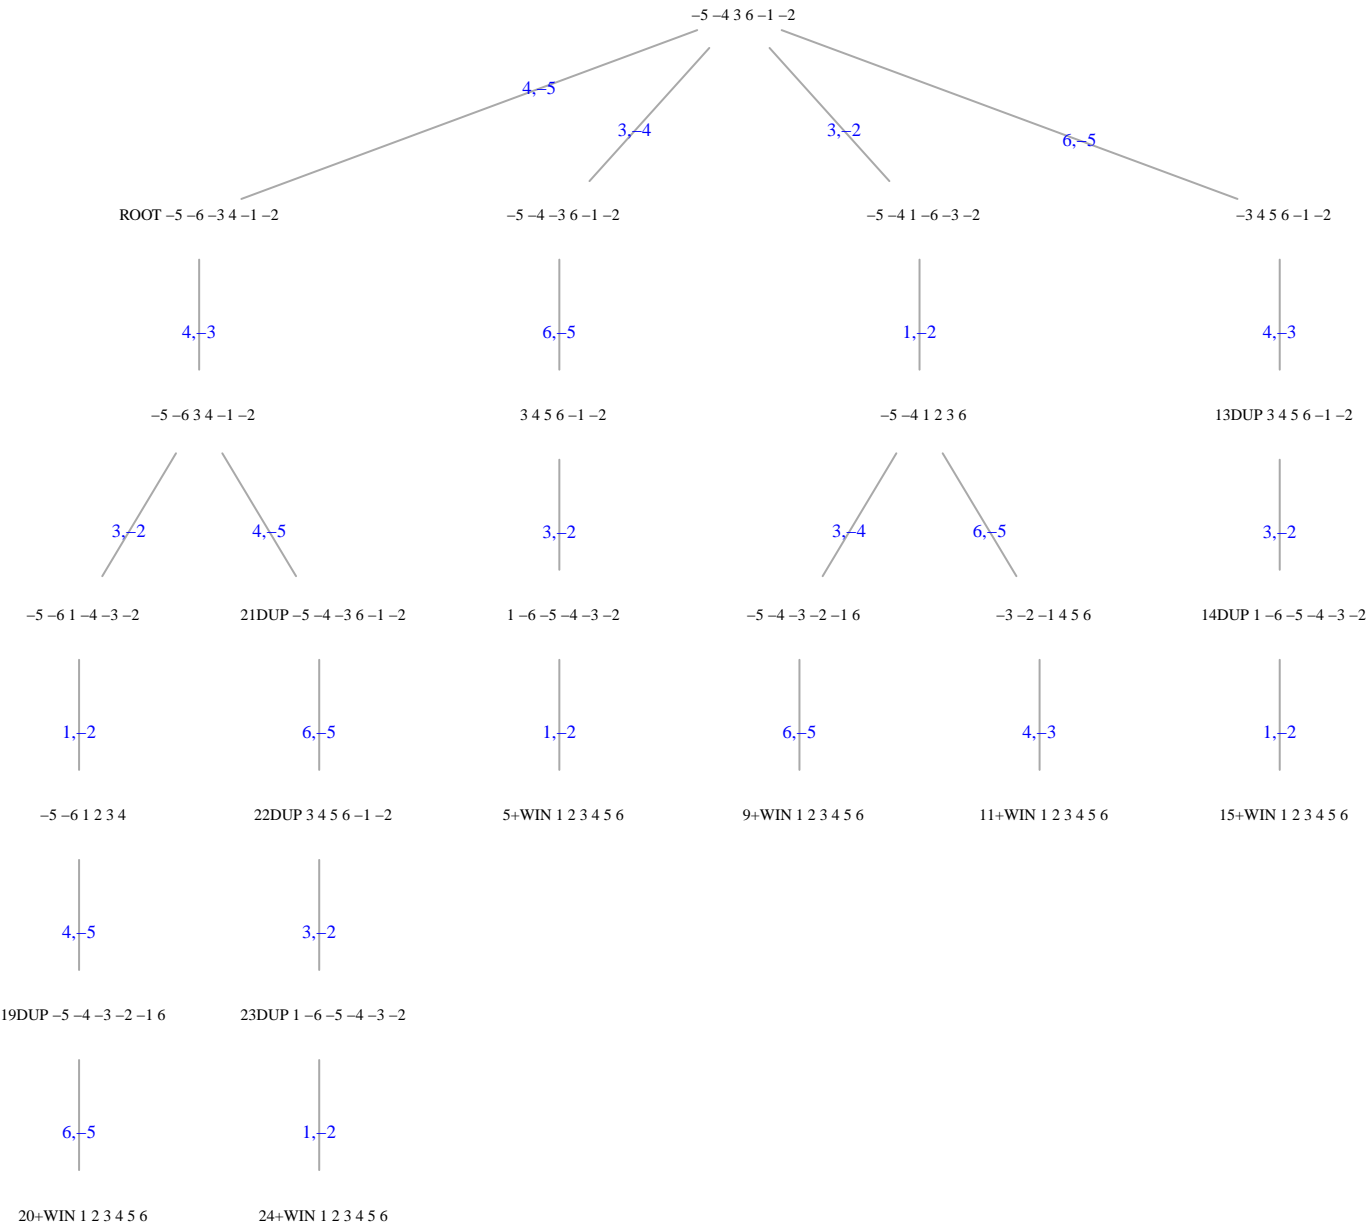 −5 −4 3 6 −1 −2
4,−5
3,−4
3,−2
6,−5
ROOT −5 −6 −3 4 −1 −2
−5 −4 −3 6 −1 −2
−5 −4 1 −6 −3 −2
−3 4 5 6 −1 −2
4,−3
6,−5
1,−2
4,−3
−5 −6 3 4 −1 −2
3 4 5 6 −1 −2
−5 −4 1 2 3 6
13DUP 3 4 5 6 −1 −2
3,−2
4,−5
3,−2
3,−4
6,−5
3,−2
−5 −6 1 −4 −3 −2
21DUP −5 −4 −3 6 −1 −2
1 −6 −5 −4 −3 −2
−5 −4 −3 −2 −1 6
−3 −2 −1 4 5 6
14DUP 1 −6 −5 −4 −3 −2
1,−2
6,−5
1,−2
6,−5
4,−3
1,−2
−5 −6 1 2 3 4
22DUP 3 4 5 6 −1 −2
5+WIN 1 2 3 4 5 6
9+WIN 1 2 3 4 5 6
11+WIN 1 2 3 4 5 6
15+WIN 1 2 3 4 5 6
4,−5
3,−2
19DUP −5 −4 −3 −2 −1 6
23DUP 1 −6 −5 −4 −3 −2
6,−5
1,−2
20+WIN 1 2 3 4 5 6
24+WIN 1 2 3 4 5 6